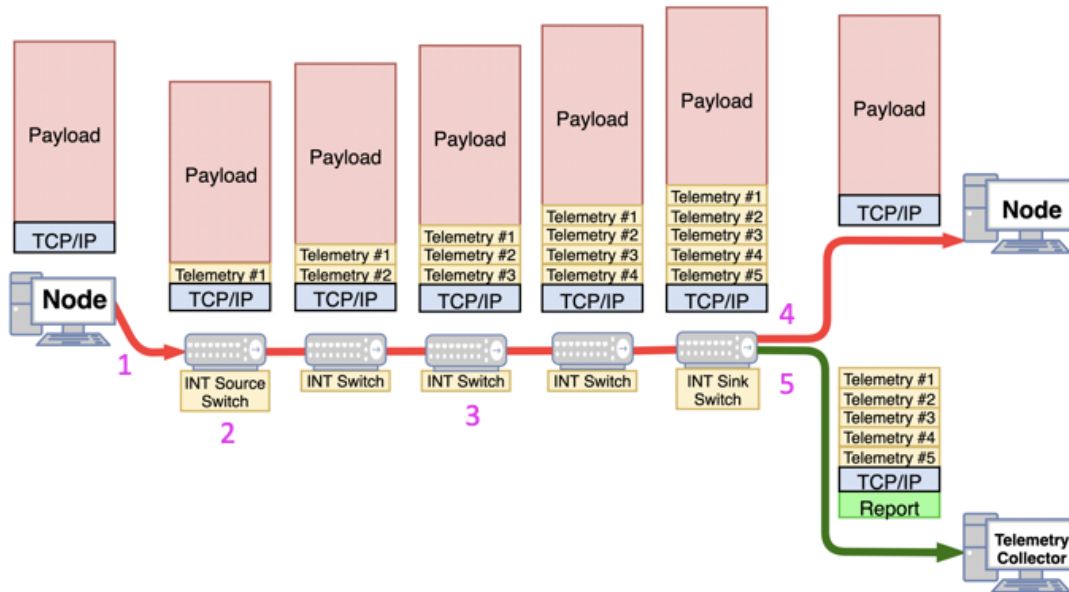 Payload
TCP/IP
Node
1
Payload
Telemetry #1
TCP/IP
INT Source
Switch
2
Payload
Telemetry #1
Telemetry #2
TCP/IP
INT Switch
Payload
Telemetry #1
Telemetry #2
Telemetry #3
TCP/IP
INT Switch
3
Payload
Telemetry #1
Telemetry #2
Telemetry #3
Telemetry #4
TCP/IP
INT Switch
Payload
Telemetry #1
Telemetry #2
Telemetry #3
Telemetry #4
Telemetry #5
TCP/IP
INT Sink
Switch
4
5
Payload
TCP/IP
Node
Telemetry #1
Telemetry #2
Telemetry #3
Telemetry #4
Telemetry #5
TCP/IP
Report
Telemetry
Collector